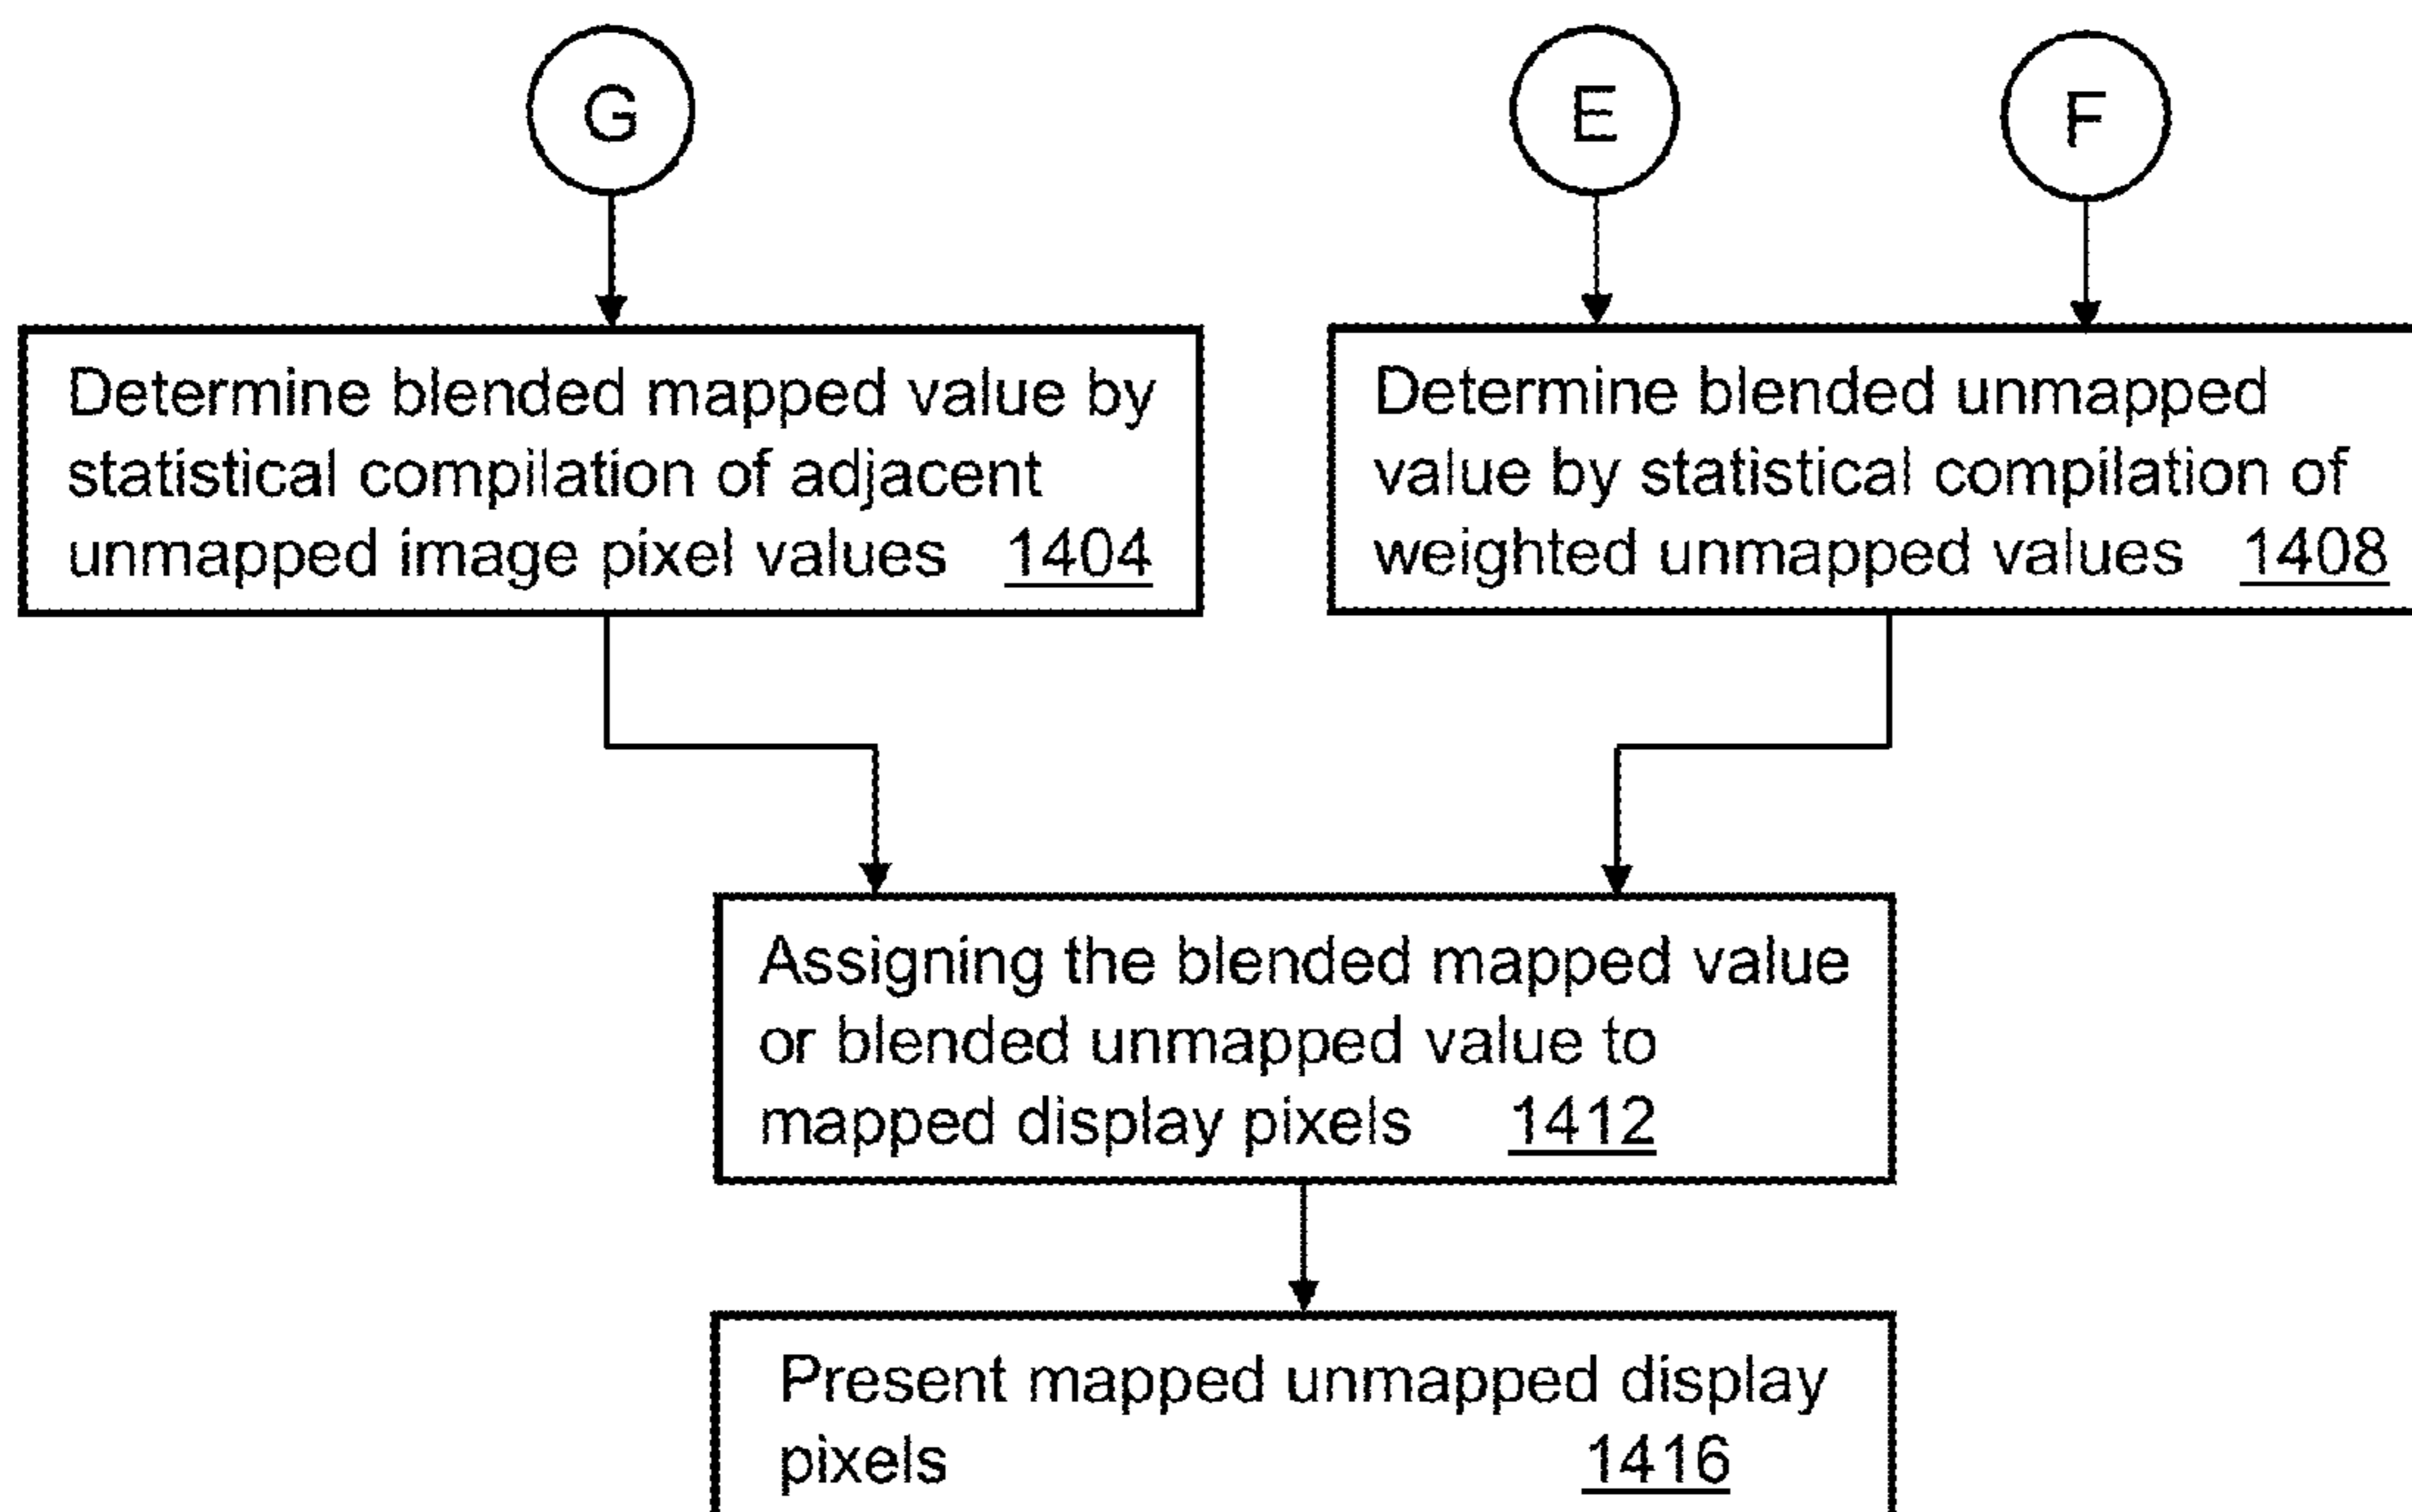 G
E
F
Determine blended mapped value by
statistical compilation of adjacent
unmapped image pixel values 1404
Determine blended unmapped
value by statistical compilation of
weighted unmapped values 1408
Assigning the blended mapped value
or blended unmapped value to
mapped display pixels 1412
Present mapped unmapped display
pixels 1416